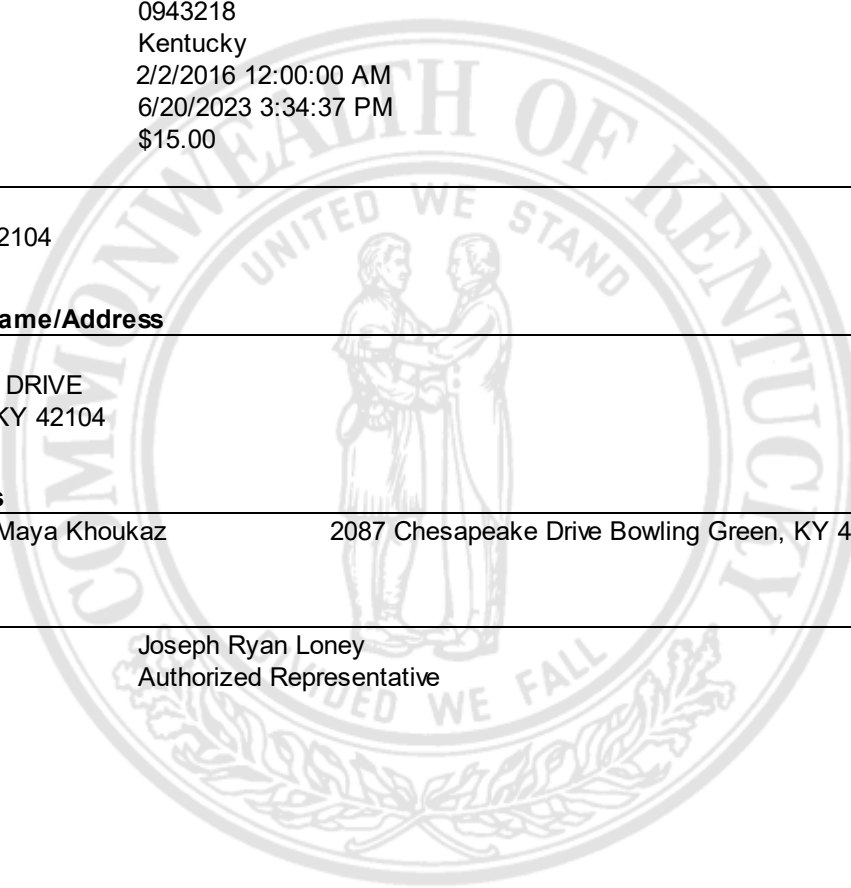 0943218
Kentucky
2/2/2016 12:00:00 AM
6/20/2023 3:34:37 PM
$15.00
COMMONWEALTH OF KENTUCKY
UNITED WE STAND
2104
ame/Address
DRIVE
KY 42104
s
Maya Khoukaz 2087 Chesapeake Drive Bowling Green, KY 4
Joseph Ryan Loney
Authorized Representative
DIVIDED WE FALL